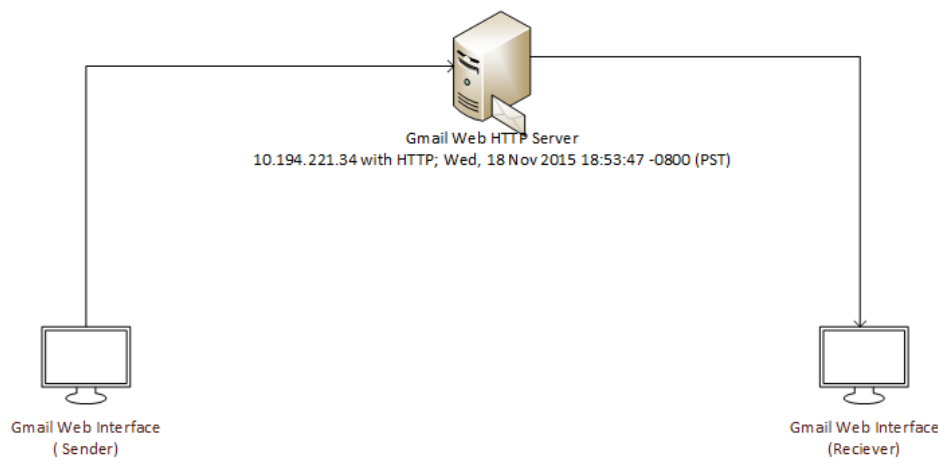 Gmail Web HTTP Server
10.194.221.34 with HTTP; Wed, 18 Nov 2015 18:53:47 -0800 (PST)
Gmail Web Interface
( Sender)
Gmail Web Interface
(Reciever)